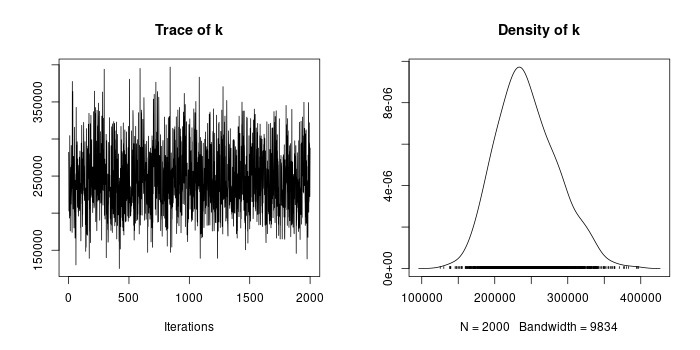 Trace of k
350000
250000
150000
0 500 1000 1500 2000
Iterations
Density of k
8e-06
4e-06
0e+00
100000 200000 300000 400000
N = 2000 Bandwidth = 9834